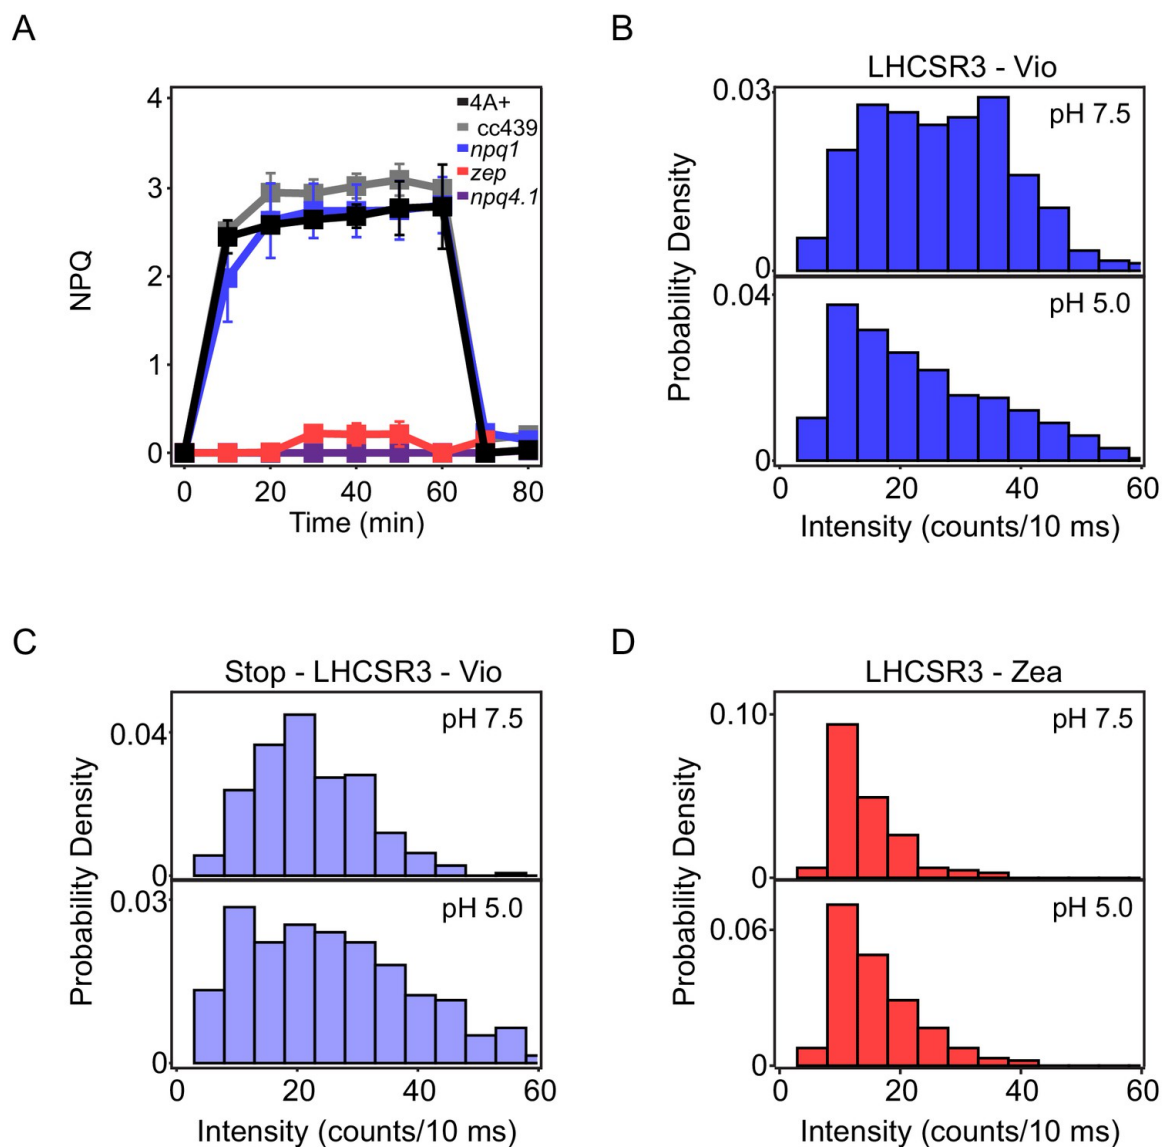 A
4
3
2
1
0
NPQ
4A+
cc439
npq1
zep
npq4.1
0
20
40
60
80
Time (min)
B
LHCSR3 - Vio
pH 7.5
0.03
0
pH 5.0
0.04
0
Probability Density
0
20
40
60
Intensity (counts/10 ms)
C
Stop - LHCSR3 - Vio
pH 7.5
0.04
0
pH 5.0
0.03
0
Probability Density
0
20
40
60
Intensity (counts/10 ms)
D
LHCSR3 - Zea
pH 7.5
0.10
0
pH 5.0
0.06
0
Probability Density
0
20
40
60
Intensity (counts/10 ms)